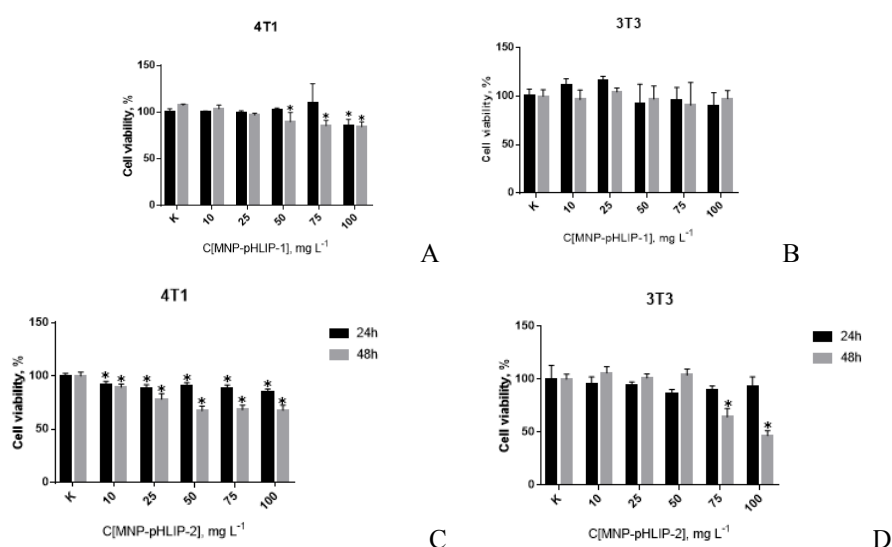 4T1
Cell viability, %
150
100
50
0
* * * *
K 10 25 50 75 100
C[MNP-pHLIP-1], mg L⁻¹
A
3T3
Cell viability, %
150
100
50
0
K 10 25 50 75 100
C[MNP-pHLIP-1], mg L⁻¹
B
4T1
Cell viability, %
150
100
50
0
* * * * * * * * * *
K 10 25 50 75 100
C[MNP-pHLIP-2], mg L⁻¹
24h
48h
C
3T3
Cell viability, %
150
100
50
0
* *
K 10 25 50 75 100
C[MNP-pHLIP-2], mg L⁻¹
24h
48h
D